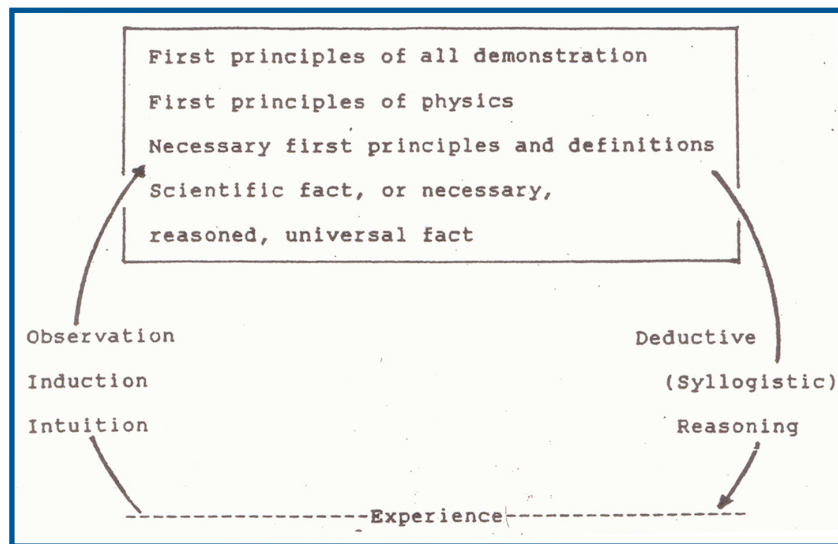 First principles of all demonstration
First principles of physics
Necessary first principles and definitions
Scientific fact, or necessary,
reasoned, universal fact
Observation
Induction
Intuition
Deductive
(Syllogistic)
Reasoning
Experience